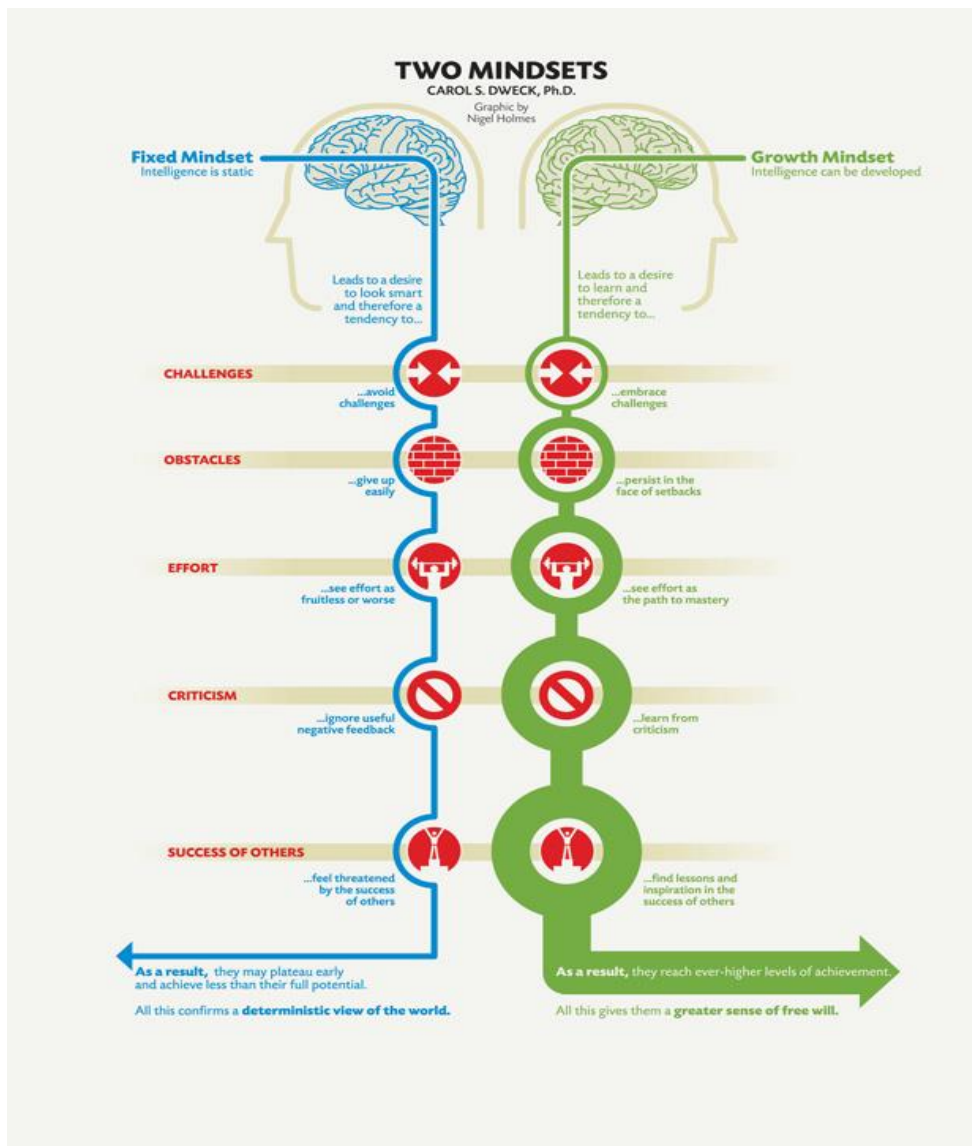 TWO MINDSETS
CAROL S. DWECK, Ph.D.
Graphic by
Nigel Holmes
Fixed Mindset
Intelligence is static
Growth Mindset
Intelligence can be developed
Leads to a desire
to look smart
and therefore a
tendency to...
Leads to a desire
to learn and
therefore a
tendency to...
CHALLENGES
...avoid
challenges
...embrace
challenges
OBSTACLES
...give up
easily
...persist in the
face of setbacks
EFFORT
...see effort as
fruitless or worse
...see effort as
the path to mastery
CRITICISM
...ignore useful
negative feedback
...learn from
criticism
SUCCESS OF OTHERS
...feel threatened
by the success
of others
...find lessons and
inspiration in the
success of others
As a result, they may plateau early
and achieve less than their full potential.
All this confirms a deterministic view of the world.
As a result, they reach ever-higher levels of achievement.
All this gives them a greater sense of free will.